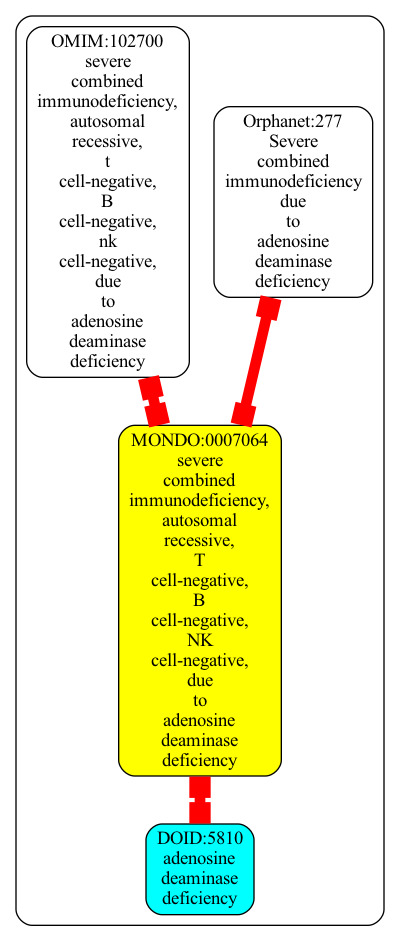 OMIM:102700
severe
combined
immunodeficiency,
autosomal
recessive,
t
cell-negative,
B
cell-negative,
nk
cell-negative,
due
to
adenosine
deaminase
deficiency
Orphanet:277
Severe
combined
immunodeficiency
due
to
adenosine
deaminase
deficiency
MONDO:0007064
severe
combined
immunodeficiency,
autosomal
recessive,
T
cell-negative,
B
cell-negative,
NK
cell-negative,
due
to
adenosine
deaminase
deficiency
DOID:5810
adenosine
deaminase
deficiency